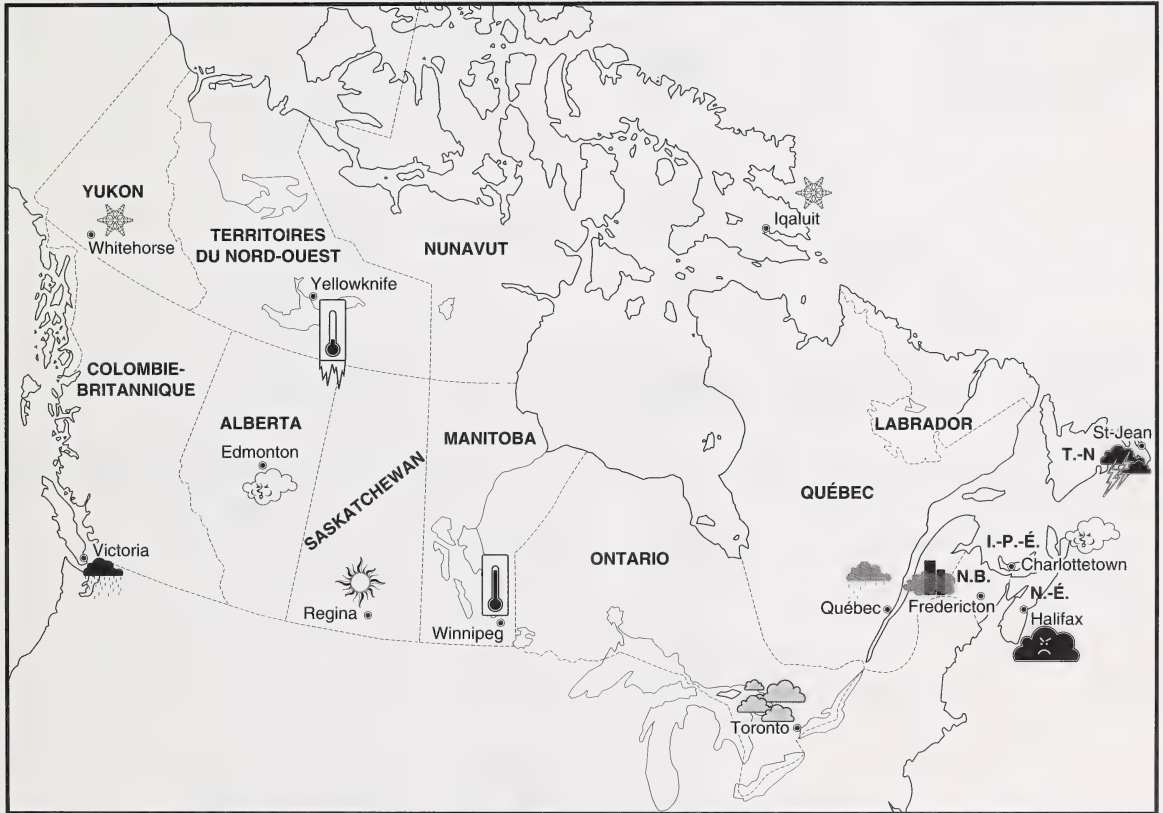 YUKON
Whitehorse
TERRITOIRES
DU NORD-OUEST
Yellowknife
NUNAVUT
Iqaluit
COLOMBIE-
BRITANNIQUE
Victoria
ALBERTA
Edmonton
SASKATCHEWAN
Regina
MANITOBA
Winnipeg
ONTARIO
Toronto
QUÉBEC
Québec
LABRADOR
T.-N
St-Jean
I.-P.-É.
Charlottetown
N.B.
Fredericton
N.-É.
Halifax